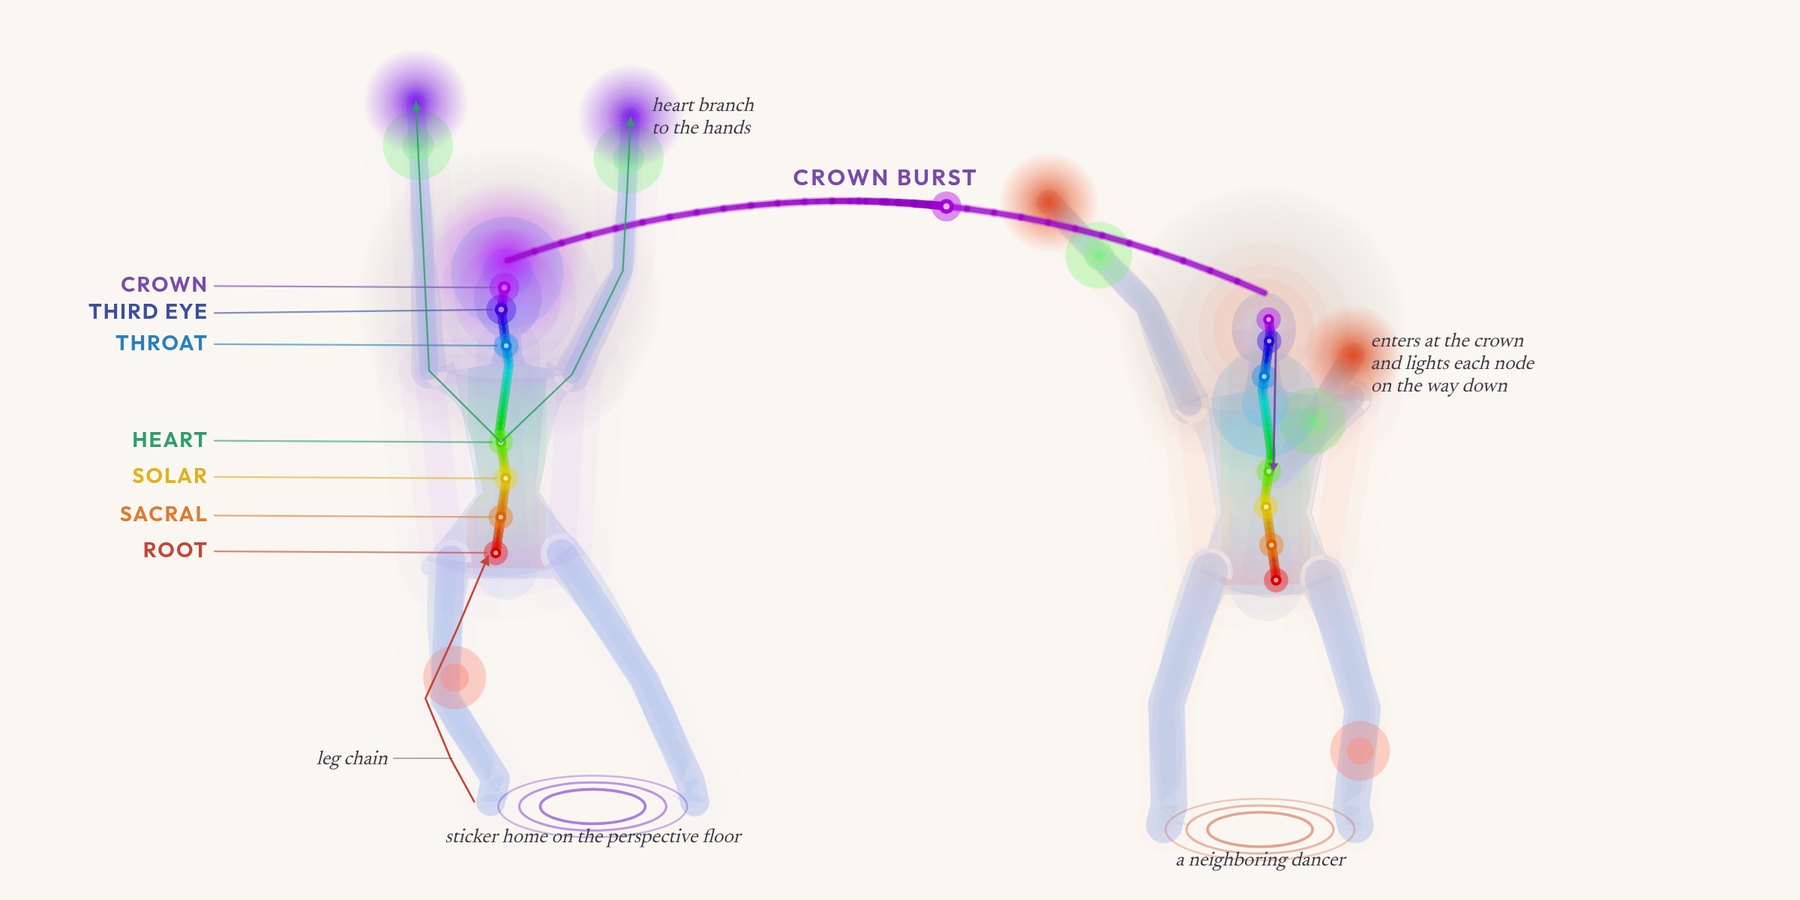 heart branch
to the hands
CROWN BURST
CROWN
THIRD EYE
THROAT
HEART
SOLAR
SACRAL
ROOT
enters at the crown
and lights each node
on the way down
leg chain
sticker home on the perspective floor
a neighboring dancer